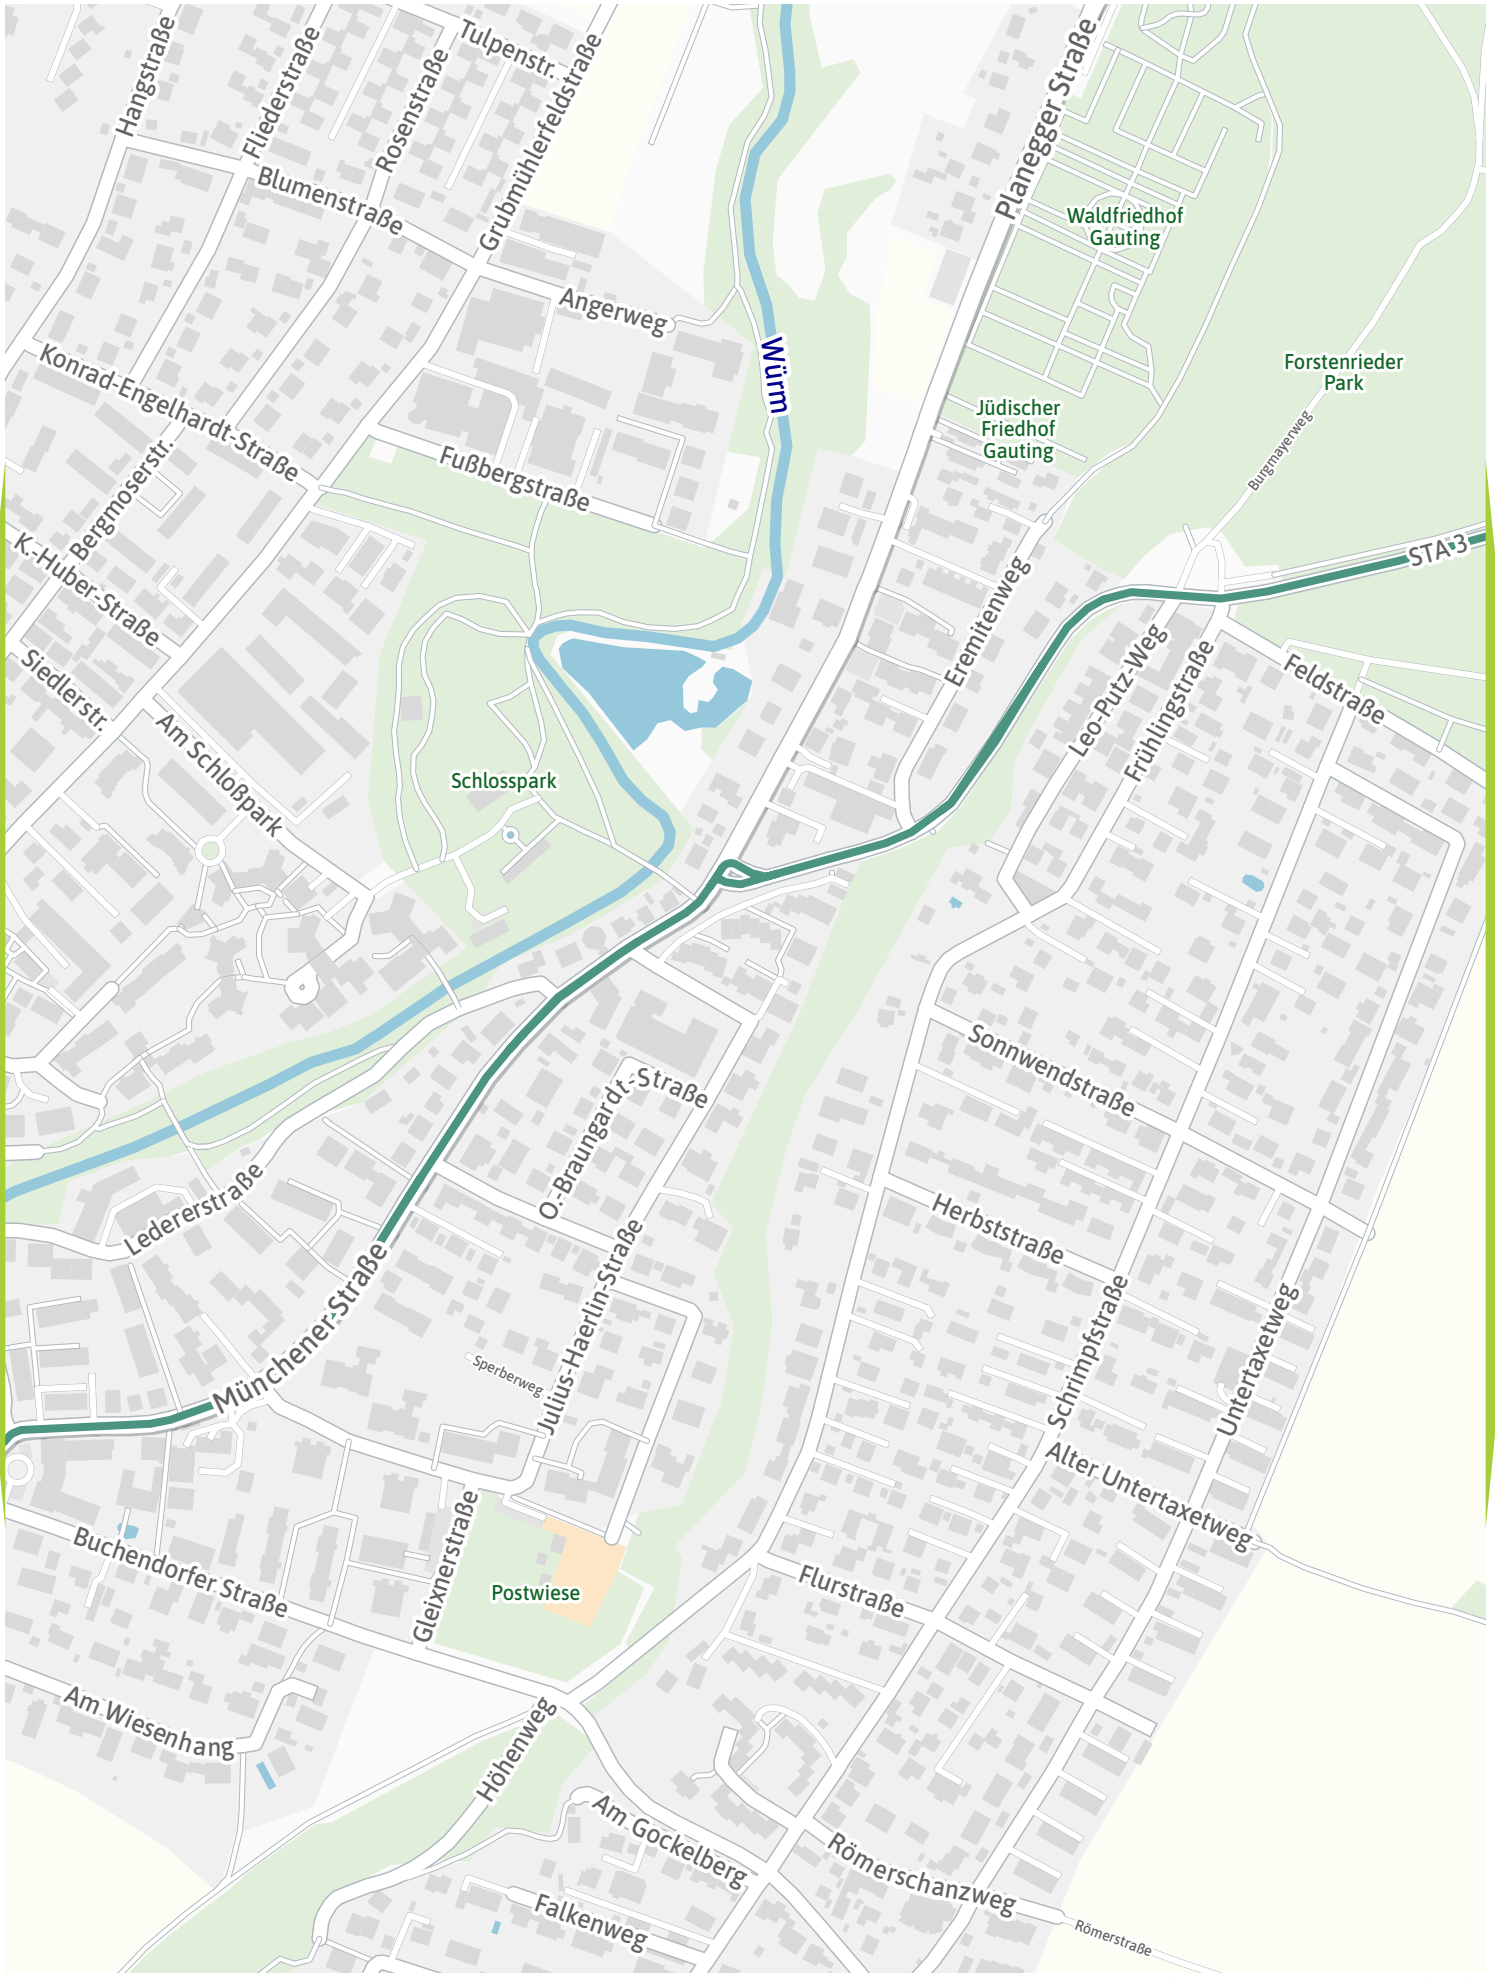 Hangstraße
Fliederstraße
Rosenstraße
Tulpenstr.
Grubmühlerfeldstraße
Planegger Straße
Blumenstraße
Waldfriedhof
Gauting
Angerweg
Würm
Konrad-Engelhardt-Straße
Forstenrieder
Park
Jüdischer
Friedhof
Gauting
Burgmayerweg
Bergmoserstr.
Fußbergstraße
STA 3
K.-Huber-Straße
Eremitenweg
Siedlerstr.
Leo-Putz-Weg
Frühlingstraße
Feldstraße
Am Schloßpark
Schlosspark
Sonnwendstraße
O.-Braungardt-Straße
Ledererstraße
Herbststraße
Münchener Straße
Julius-Haerlin-Straße
Schrimpfstraße
Untertaxetweg
Sperberweg
Alter Untertaxetweg
Buchendorfer Straße
Gleixnerstraße
Postwiese
Flurstraße
Am Wiesenhang
Höhenweg
Am Gockelberg
Römerschanzweg
Falkenweg
Römerstraße